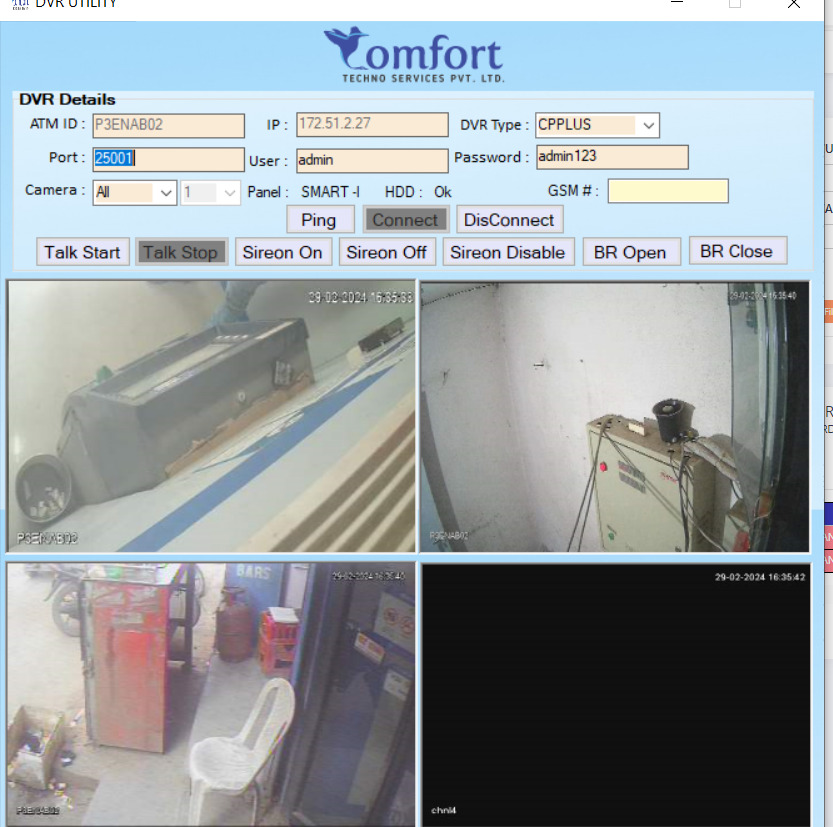 DVR UTILITY
Comfort
TECHNO SERVICES PVT. LTD.
DVR Details
ATM ID : P3ENAB02 IP : 172.51.2.27 DVR Type : CPPLUS
Port : 25001 User : admin Password : admin123
Camera : All 1 Panel : SMART -I HDD : Ok GSM # :
Ping Connect DisConnect
Talk Start Talk Stop Sireon On Sireon Off Sireon Disable BR Open BR Close
29-02-2024 16:35:33
29-02-2024 16:35:40
P3ENAB02
P3ENAB02
BARS
29-02-2024
29-02-2024 16:35:42
P3ENAB02
chnl4